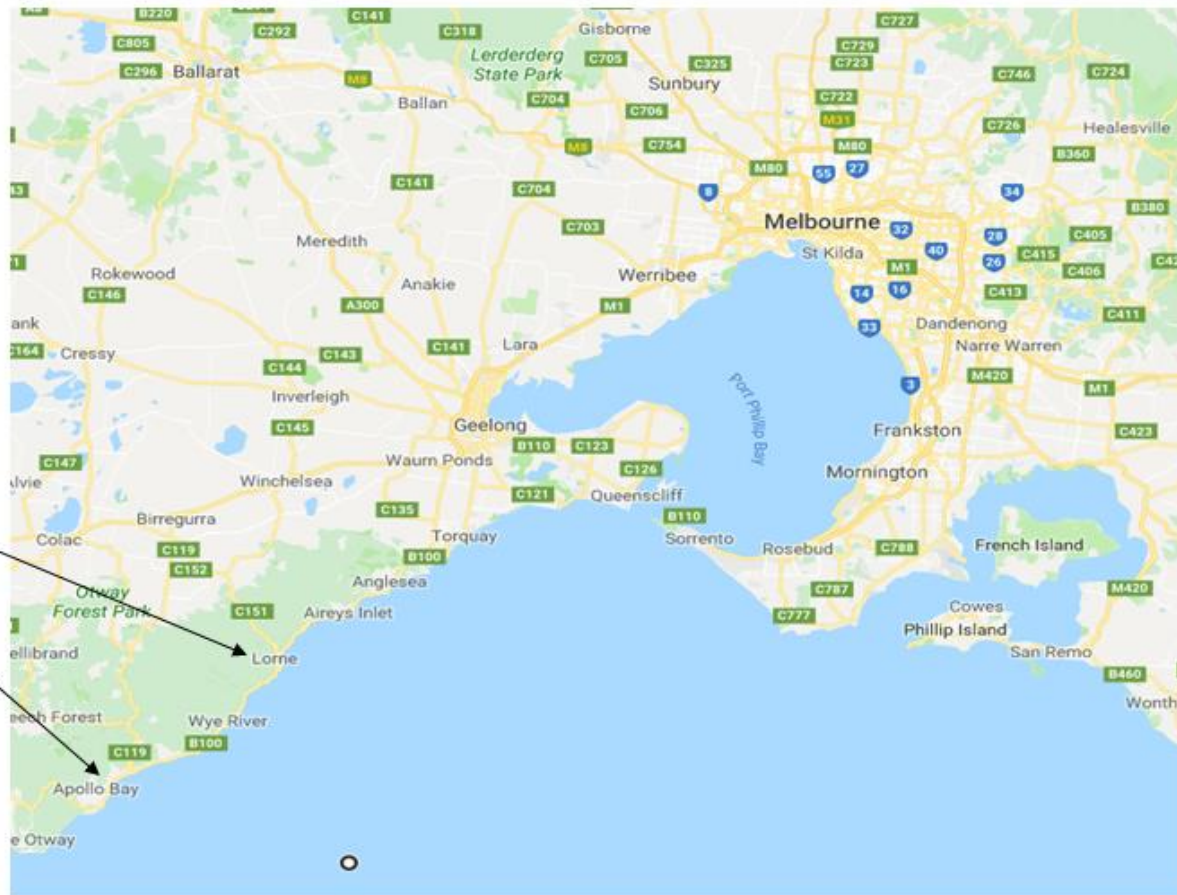 C141
C727
B220
C292
Gisborne
C805
C318
Lerderderg
State Park
C705
C325
C729
C723
C746
C724
C296
Ballarat
M8
Sunbury
Ballan
C704
C706
C722
M31
C726
Healesville
M8
C754
M80
M80
B360
C141
C704
8
55
27
34
C703
Melbourne
32
28
B380
Meredith
St Kilda
40
C405
C415
Rokewood
Anakie
Werribee
M1
26
C406
C146
A300
M1
14
16
C413
C411
33
Dandenong
C164
Cressy
C143
C141
Lara
Narre Warren
C144
Port Phillip Bay
3
M420
M1
Inverleigh
C145
Geelong
B110
C123
Frankston
C423
C147
Waurn Ponds
C126
Mornington
Winchelsea
C121
Queenscliff
Birregurra
C135
B110
Colac
C119
Torquay
Sorrento
Rosebud
C788
French Island
C152
B100
Otway
Forest Park
Anglesea
C787
M420
C151
Aireys Inlet
C777
Cowes
Phillip Island
Lorne
San Remo
B460
Wye River
C119
B100
Apollo Bay